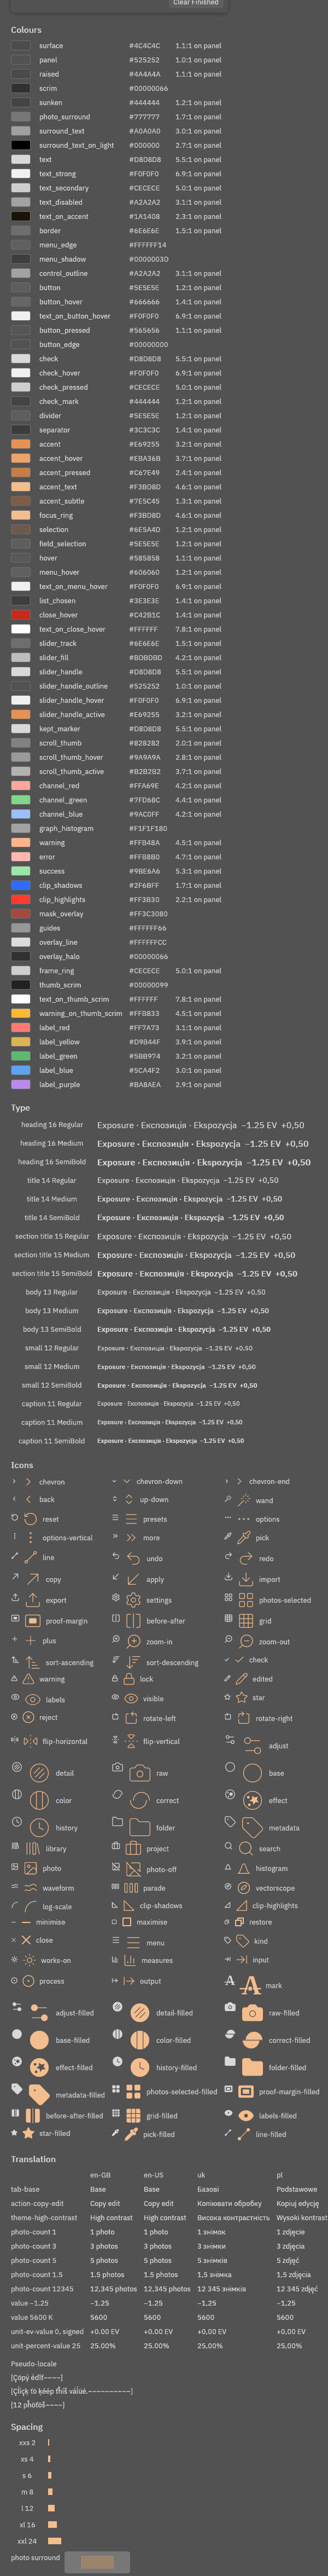 Clear Finished
Colours
surface #4C4C4C 1.1:1 on panel
panel #525252 1.0:1 on panel
raised #4A4A4A 1.1:1 on panel
scrim #00000066
sunken #444444 1.2:1 on panel
photo_surround #777777 1.7:1 on panel
surround_text #A0A0A0 3.0:1 on panel
surround_text_on_light #000000 2.7:1 on panel
text #D8D8D8 5.5:1 on panel
text_strong #F0F0F0 6.9:1 on panel
text_secondary #CECECE 5.0:1 on panel
text_disabled #A2A2A2 3.1:1 on panel
text_on_accent #1A1408 2.3:1 on panel
border #6E6E6E 1.5:1 on panel
menu_edge #FFFFFF14
menu_shadow #0000003D
control_outline #A2A2A2 3.1:1 on panel
button #5E5E5E 1.2:1 on panel
button_hover #666666 1.4:1 on panel
text_on_button_hover #F0F0F0 6.9:1 on panel
button_pressed #565656 1.1:1 on panel
button_edge #00000000
check #D8D8D8 5.5:1 on panel
check_hover #F0F0F0 6.9:1 on panel
check_pressed #CECECE 5.0:1 on panel
check_mark #444444 1.2:1 on panel
divider #5E5E5E 1.2:1 on panel
separator #3C3C3C 1.4:1 on panel
accent #E69255 3.2:1 on panel
accent_hover #EBA36B 3.7:1 on panel
accent_pressed #C67E49 2.4:1 on panel
accent_text #F3BD8D 4.6:1 on panel
accent_subtle #7E5C45 1.3:1 on panel
focus_ring #F3BD8D 4.6:1 on panel
selection #6E5A4D 1.2:1 on panel
field_selection #5E5E5E 1.2:1 on panel
hover #585858 1.1:1 on panel
menu_hover #606060 1.2:1 on panel
text_on_menu_hover #F0F0F0 6.9:1 on panel
list_chosen #3E3E3E 1.4:1 on panel
close_hover #C42B1C 1.4:1 on panel
text_on_close_hover #FFFFFF 7.8:1 on panel
slider_track #6E6E6E 1.5:1 on panel
slider_fill #BDBDBD 4.2:1 on panel
slider_handle #D8D8D8 5.5:1 on panel
slider_handle_outline #525252 1.0:1 on panel
slider_handle_hover #F0F0F0 6.9:1 on panel
slider_handle_active #E69255 3.2:1 on panel
kept_marker #D8D8D8 5.5:1 on panel
scroll_thumb #828282 2.0:1 on panel
scroll_thumb_hover #9A9A9A 2.8:1 on panel
scroll_thumb_active #B2B2B2 3.7:1 on panel
channel_red #FFA69E 4.2:1 on panel
channel_green #7FD68C 4.4:1 on panel
channel_blue #9AC0FF 4.2:1 on panel
graph_histogram #F1F1F180
warning #FFB48A 4.5:1 on panel
error #FFB8B0 4.7:1 on panel
success #9BE6A6 5.3:1 on panel
clip_shadows #2F6BFF 1.7:1 on panel
clip_highlights #FF3B30 2.2:1 on panel
mask_overlay #FF3C3080
guides #FFFFFF66
overlay_line #FFFFFFCC
overlay_halo #00000066
frame_ring #CECECE 5.0:1 on panel
thumb_scrim #00000099
text_on_thumb_scrim #FFFFFF 7.8:1 on panel
warning_on_thumb_scrim #FFB833 4.5:1 on panel
label_red #FF7A73 3.1:1 on panel
label_yellow #D9B44F 3.9:1 on panel
label_green #5BB974 3.2:1 on panel
label_blue #5CA4F2 3.0:1 on panel
label_purple #BA8AEA 2.9:1 on panel
Type
heading 16 Regular Exposure · Експозиція · Ekspozycja −1.25 EV +0,50
heading 16 Medium Exposure · Експозиція · Ekspozycja −1.25 EV +0,50
heading 16 SemiBold Exposure · Експозиція · Ekspozycja −1.25 EV +0,50
title 14 Regular Exposure · Експозиція · Ekspozycja −1.25 EV +0,50
title 14 Medium Exposure · Експозиція · Ekspozycja −1.25 EV +0,50
title 14 SemiBold Exposure · Експозиція · Ekspozycja −1.25 EV +0,50
section title 15 Regular Exposure · Експозиція · Ekspozycja −1.25 EV +0,50
section title 15 Medium Exposure · Експозиція · Ekspozycja −1.25 EV +0,50
section title 15 SemiBold Exposure · Експозиція · Ekspozycja −1.25 EV +0,50
body 13 Regular Exposure · Експозиція · Ekspozycja −1.25 EV +0,50
body 13 Medium Exposure · Експозиція · Ekspozycja −1.25 EV +0,50
body 13 SemiBold Exposure · Експозиція · Ekspozycja −1.25 EV +0,50
small 12 Regular Exposure · Експозиція · Ekspozycja −1.25 EV +0,50
small 12 Medium Exposure · Експозиція · Ekspozycja −1.25 EV +0,50
small 12 SemiBold Exposure · Експозиція · Ekspozycja −1.25 EV +0,50
caption 11 Regular Exposure · Експозиція · Ekspozycja −1.25 EV +0,50
caption 11 Medium Exposure · Експозиція · Ekspozycja −1.25 EV +0,50
caption 11 SemiBold Exposure · Експозиція · Ekspozycja −1.25 EV +0,50
Icons
chevron chevron-down chevron-end
back up-down wand
reset presets options
options-vertical more pick
line undo redo
copy apply import
export settings photos-selected
proof-margin before-after grid
plus zoom-in zoom-out
sort-ascending sort-descending check
warning lock edited
labels visible star
reject rotate-left rotate-right
flip-horizontal flip-vertical adjust
detail raw base
color correct effect
history folder metadata
library project search
photo photo-off histogram
waveform parade vectorscope
log-scale clip-shadows clip-highlights
minimise maximise restore
close menu kind
works-on measures input
process output mark
adjust-filled detail-filled raw-filled
base-filled color-filled correct-filled
effect-filled history-filled folder-filled
metadata-filled photos-selected-filled proof-margin-filled
before-after-filled grid-filled labels-filled
star-filled pick-filled line-filled
Translation
en-GB en-US uk pl
tab-base Base Base Базові Podstawowe
action-copy-edit Copy edit Copy edit Копіювати обробку Kopiuj edycję
theme-high-contrast High contrast High contrast Висока контрастність Wysoki kontrast
photo-count 1 1 photo 1 photo 1 знімок 1 zdjęcie
photo-count 3 3 photos 3 photos 3 знімки 3 zdjęcia
photo-count 5 5 photos 5 photos 5 знімків 5 zdjęć
photo-count 1.5 1.5 photos 1.5 photos 1,5 знімка 1,5 zdjęcia
photo-count 12345 12,345 photos 12,345 photos 12 345 знімків 12 345 zdjęć
value −1.25 −1.25 −1.25 −1,25 −1,25
value 5600 K 5600 5600 5600 5600
unit-ev-value 0, signed +0.00 EV +0.00 EV +0,00 EV +0,00 EV
unit-percent-value 25 25.00% 25.00% 25,00% 25,00%
Pseudo-locale
[12 ~~~~]
Spacing
xxs 2
xs 4
s 6
m 8
l 12
xl 16
xxl 24
photo surround